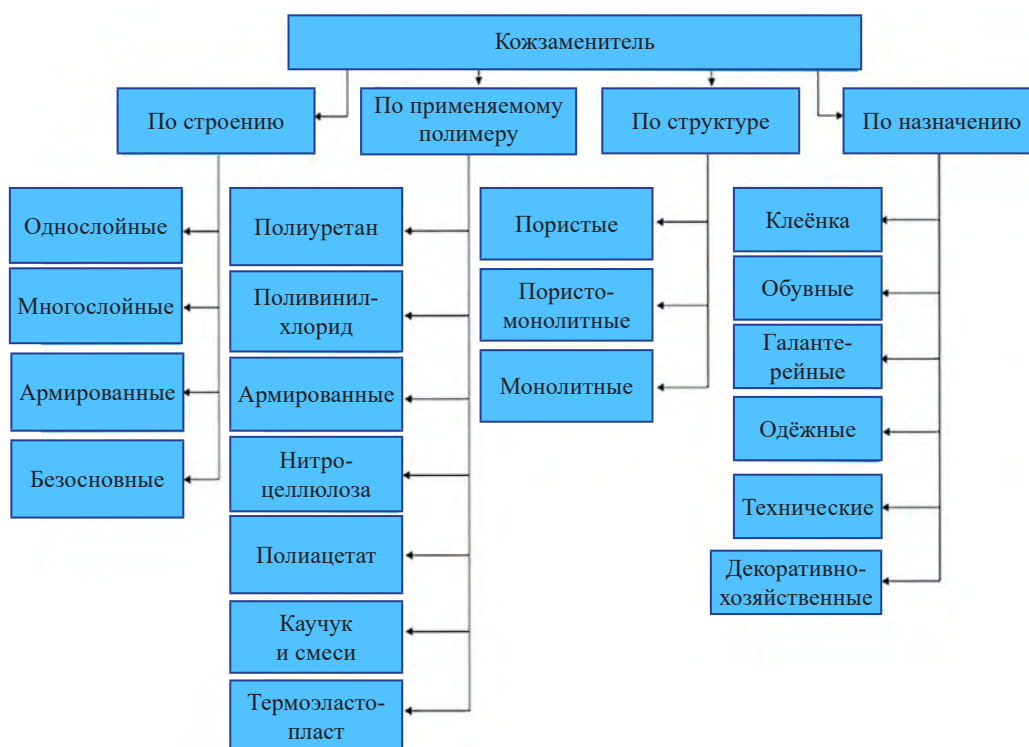 Кожзаменитель
По строению
По применяемому
полимеру
По структуре
По назначению
Однослойные
Многослойные
Армированные
Безосновные
Полиуретан
Поливинил-
хлорид
Армированные
Нитро-
целлюлоза
Полиацетат
Каучук
и смеси
Термоэласто-
пласт
Пористые
Пористо-
монолитные
Монолитные
Клеёнка
Обувные
Галанте-
рейные
Одёжные
Технические
Декоративно-
хозяйственные